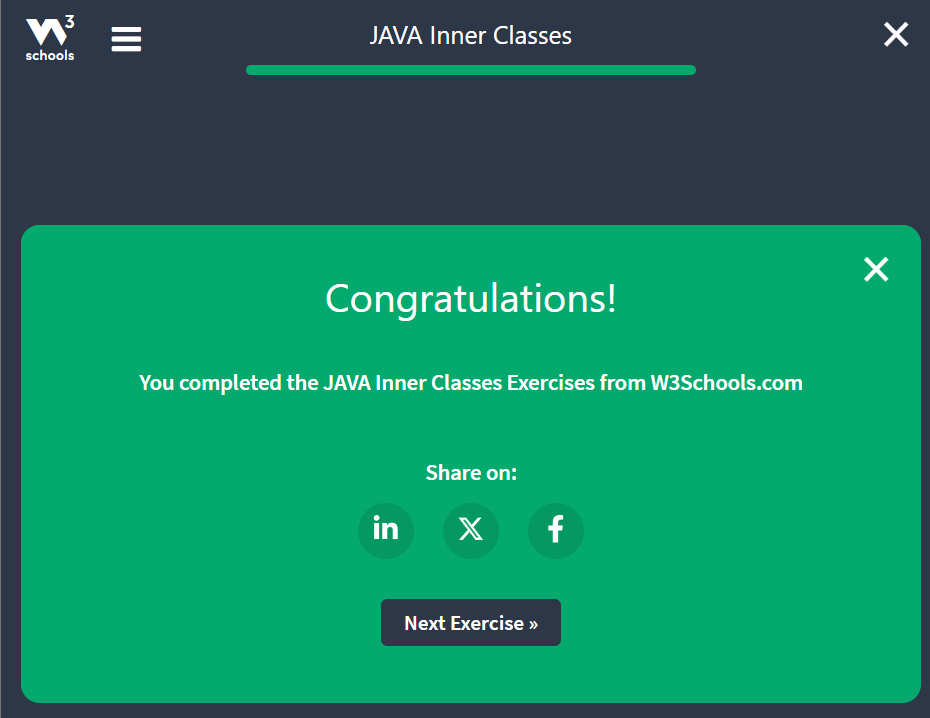 3
schools
JAVA Inner Classes
Congratulations!
You completed the JAVA Inner Classes Exercises from W3Schools.com
Share on:
in
X
f
Next Exercise »